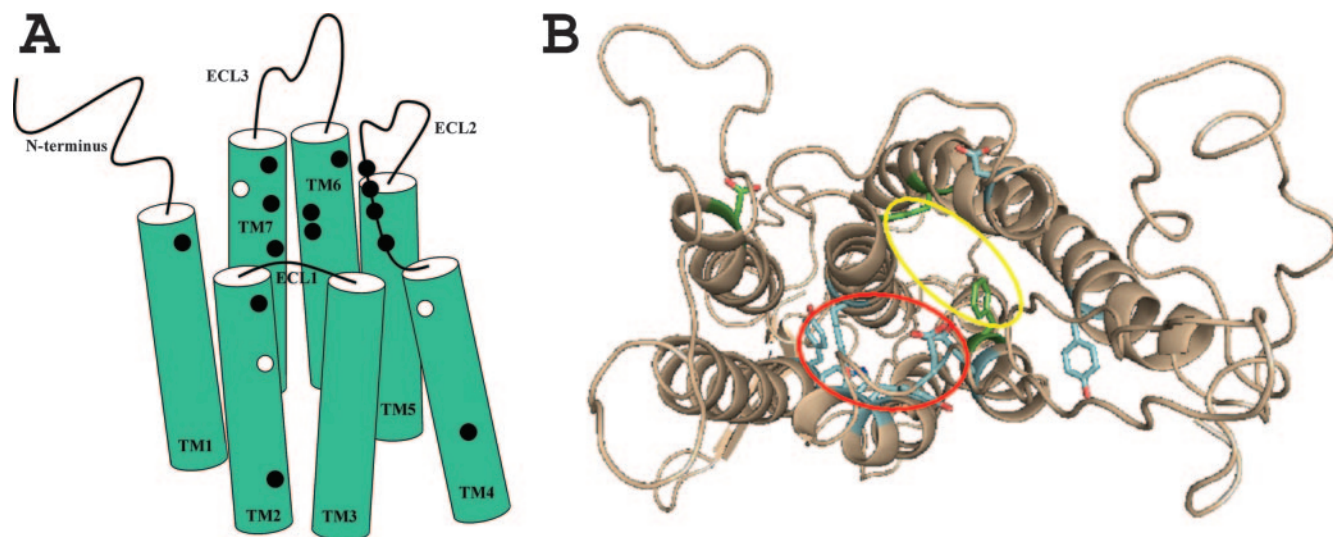 A
B
ECL3
ECL2
N-terminus
TM6
TM7
ECL1
TM5
TM1
TM4
TM2
TM3